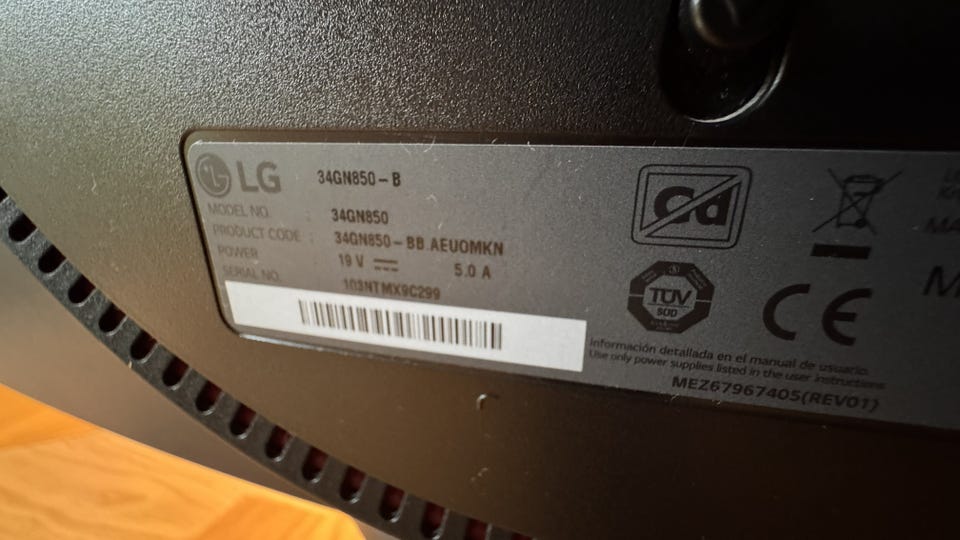 LG 34GN850-B
MODEL NO. : 34GN850
PRODUCT CODE : 34GN850-BB.AEUOMKN
POWER 19 V 5.0 A
SERIAL NO. 103NTMX9C299
Cd
TÜV
SÜD
CE
Información detallada en el manual de usuario.
Use only power supplies listed in the user instructions
MEZ67967405(REV01)